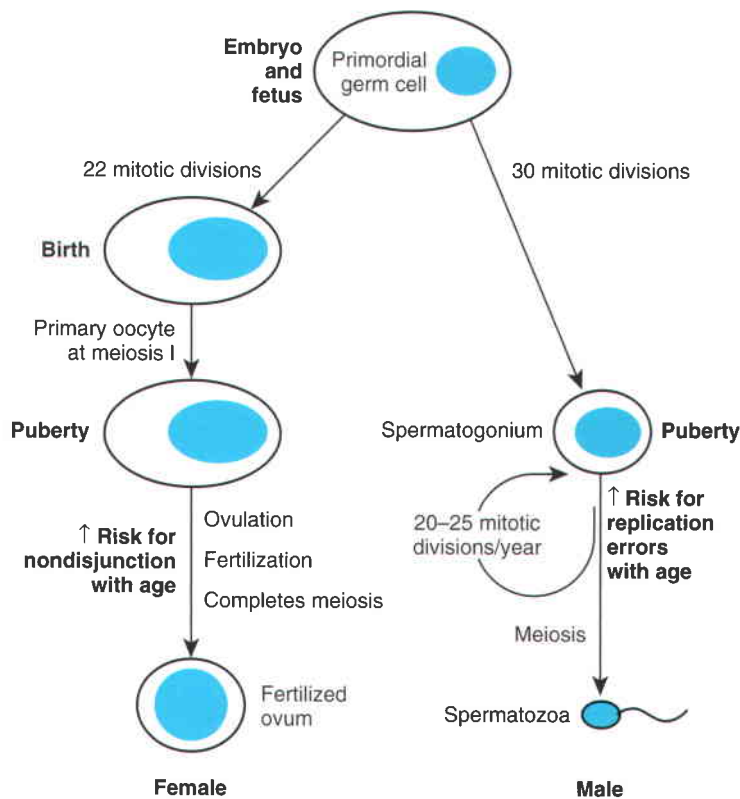 Embryo
and
fetus
Primordial
germ cell
22 mitotic divisions
30 mitotic divisions
Birth
Primary oocyte
at meiosis I
Puberty
Spermatogonium
Puberty
↑ Risk for
nondisjunction
with age
Ovulation
Fertilization
Completes meiosis
20–25 mitotic
divisions/year
↑ Risk for
replication
errors
with age
Meiosis
Fertilized
ovum
Spermatozoa
Female
Male